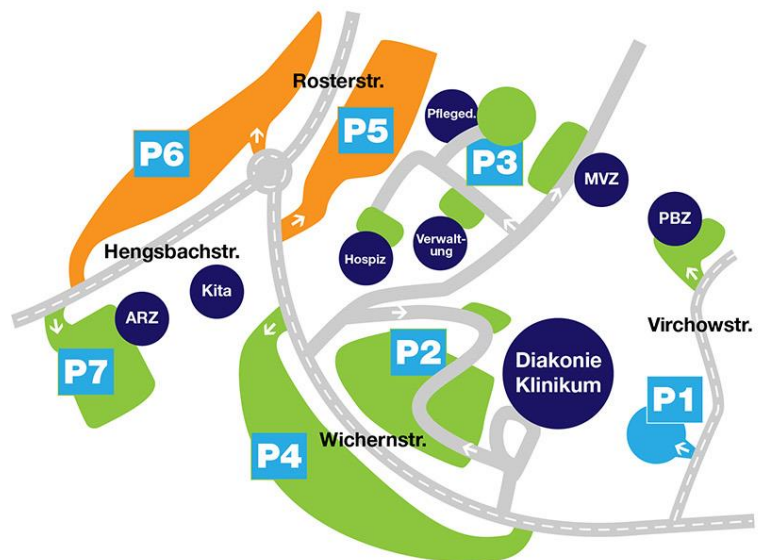 Rosterstr.
P6
P5
Pfleged.
P3
MVZ
PBZ
Hengsbachstr.
Hospiz
Verwalt-
ung
Kita
ARZ
Virchowstr.
P7
P2
Diakonie
Klinikum
P1
Wichernstr.
P4